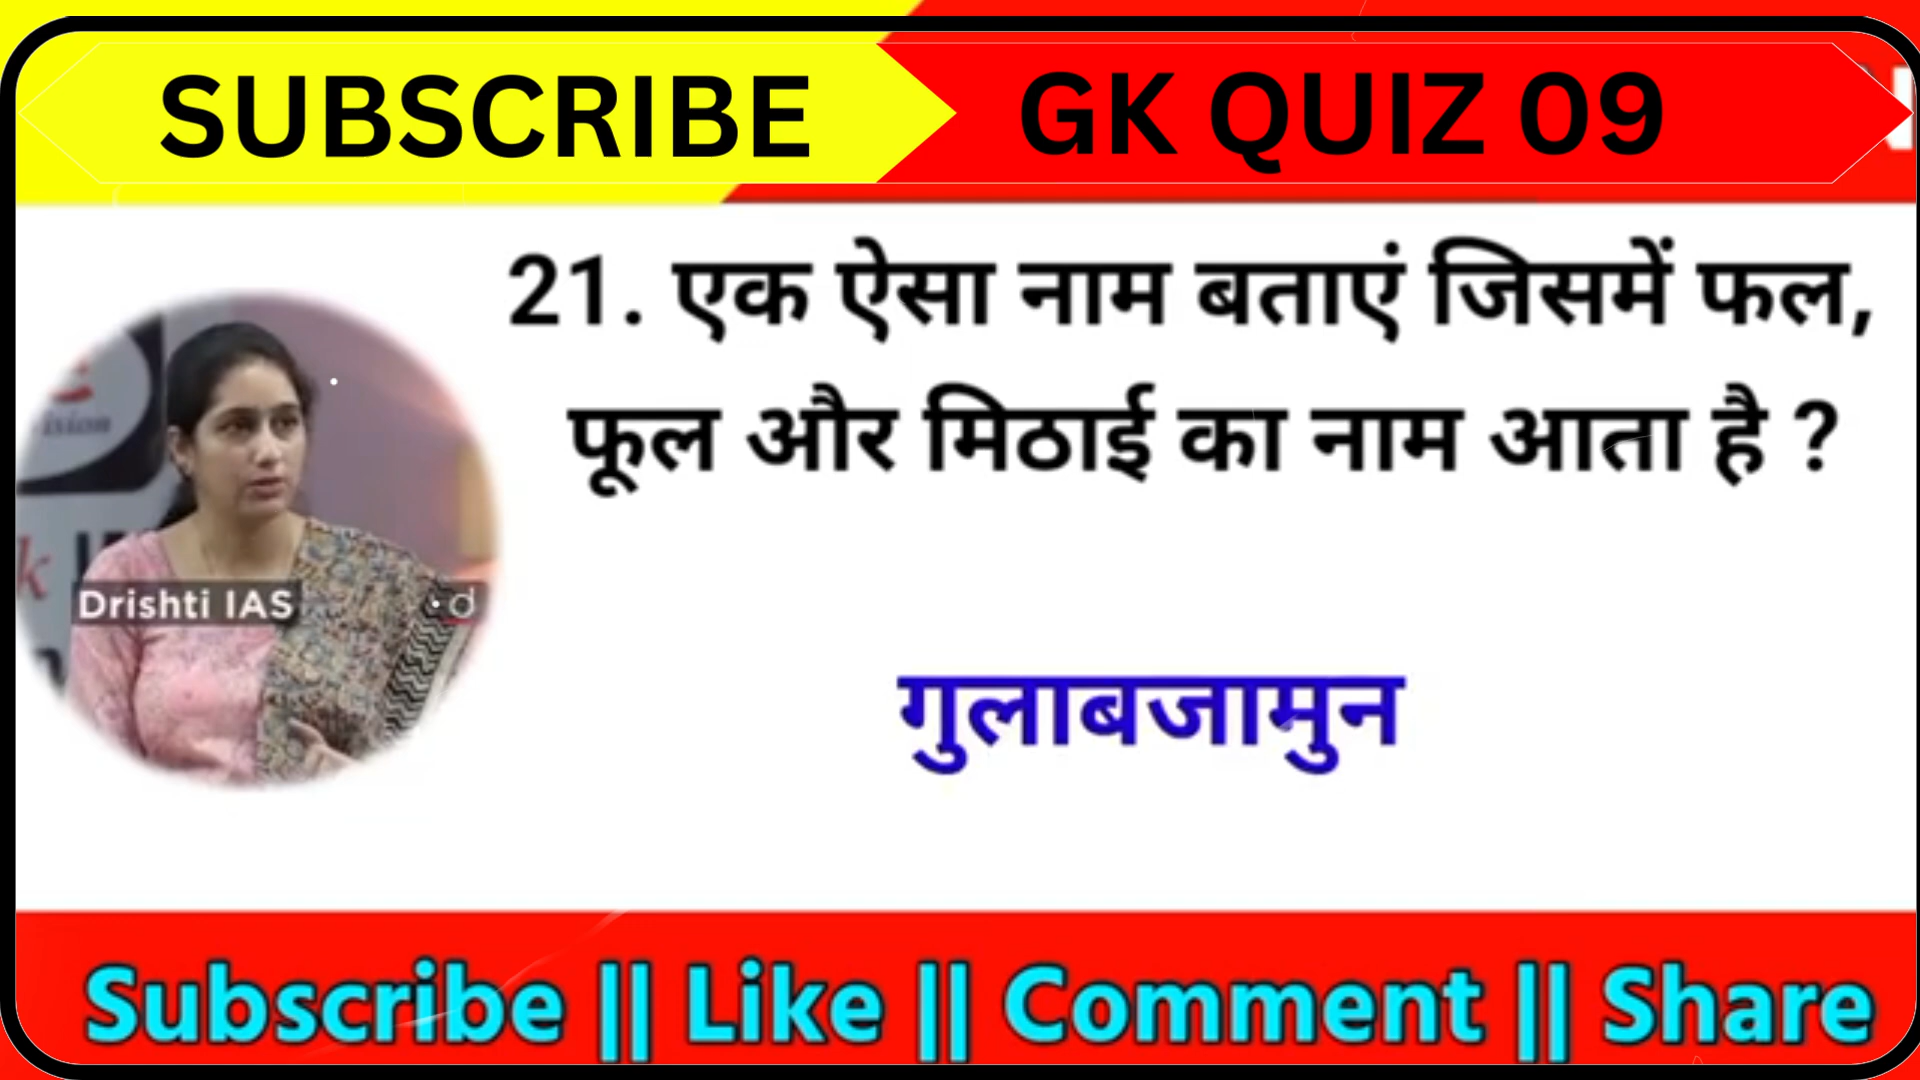 SUBSCRIBE
GK QUIZ 09
21. एक ऐसा नाम बताएं जिसमें फल,
फूल और मिठाई का नाम आता है ?
ision
k
Drishti IAS
d
गुलाबजामुन
Subscribe || Like || Comment || Share